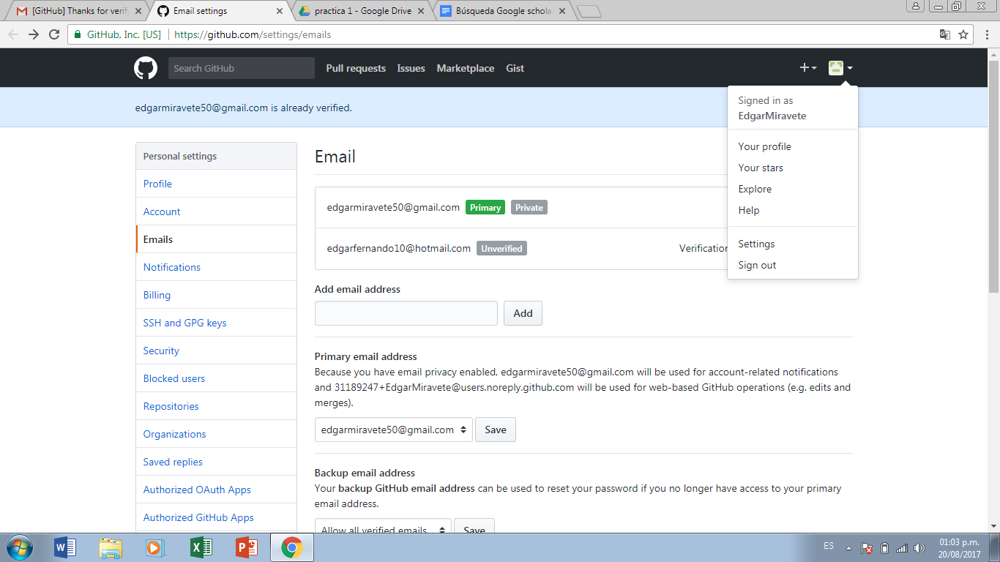 [GitHub] Thanks for verify
Email settings
practica 1 - Google Drive
Búsqueda Google schola
GitHub, Inc. [US]
https://github.com/settings/emails
Search GitHub
Pull requests
Issues
Marketplace
Gist
edgarmiravete50@gmail.com is already verified.
Signed in as
EdgarMiravete
Your profile
Your stars
Explore
Help
Settings
Sign out
Personal settings
Profile
Account
Emails
Notifications
Billing
SSH and GPG keys
Security
Blocked users
Repositories
Organizations
Saved replies
Authorized OAuth Apps
Authorized GitHub Apps
Email
edgarmiravete50@gmail.com Primary Private
edgarfernando10@hotmail.com Unverified Verification
Add email address
Add
Primary email address
Because you have email privacy enabled, edgarmiravete50@gmail.com will be used for account-related notifications
and 31189247+EdgarMiravete@users.noreply.github.com will be used for web-based GitHub operations (e.g. edits and
merges).
edgarmiravete50@gmail.com Save
Backup email address
Your backup GitHub email address can be used to reset your password if you no longer have access to your primary
email address.
Allow all verified emails Save
ES
01:03 p.m.
20/08/2017